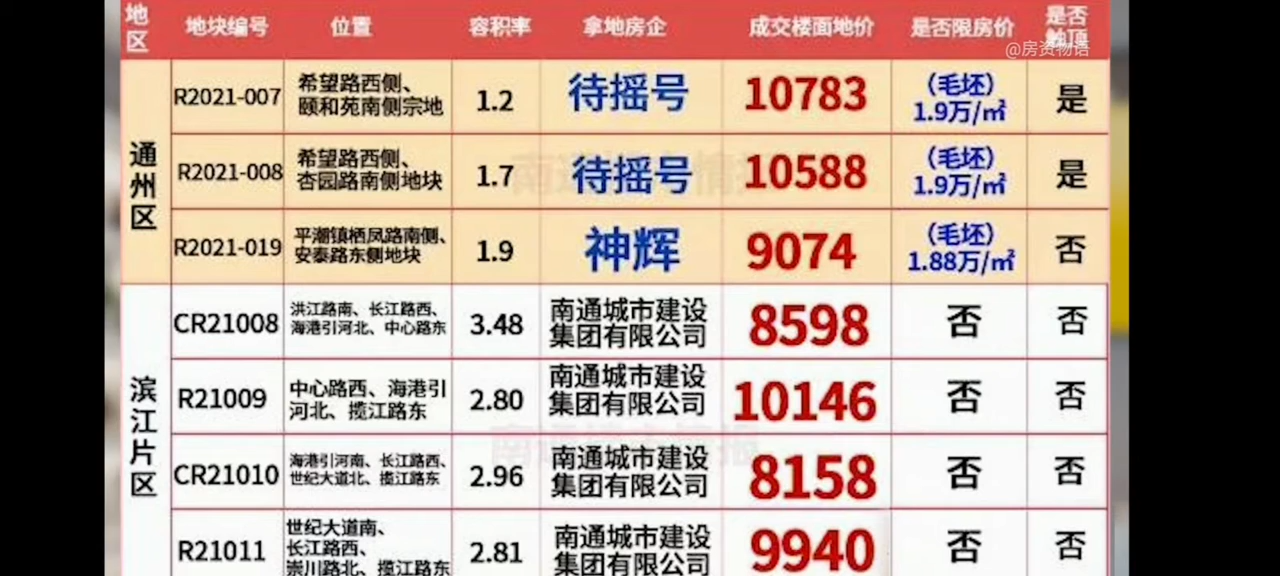 地区 地块编号 位置 容积率 拿地房企 成交楼面地价 是否限房价 是否触顶
@房资物语
通州区
R2021-007 希望路西侧、颐和苑南侧宗地 1.2 待摇号 10783 （毛坯）1.9万/㎡ 是
R2021-008 希望路西侧、杏园路南侧地块 1.7 待摇号 10588 （毛坯）1.9万/㎡ 是
R2021-019 平潮镇栖凤路南侧、安泰路东侧地块 1.9 神辉 9074 （毛坯）1.88万/㎡ 否
滨江片区
CR21008 洪江路南、长江路西、海港引河北、中心路东 3.48 南通城市建设集团有限公司 8598 否 否
R21009 中心路西、海港引河北、揽江路东 2.80 南通城市建设集团有限公司 10146 否 否
CR21010 海港引河南、长江路西、世纪大道北、揽江路东 2.96 南通城市建设集团有限公司 8158 否 否
R21011 世纪大道南、长江路西、崇川路北、揽江路东 2.81 南通城市建设集团有限公司 9940 否 否